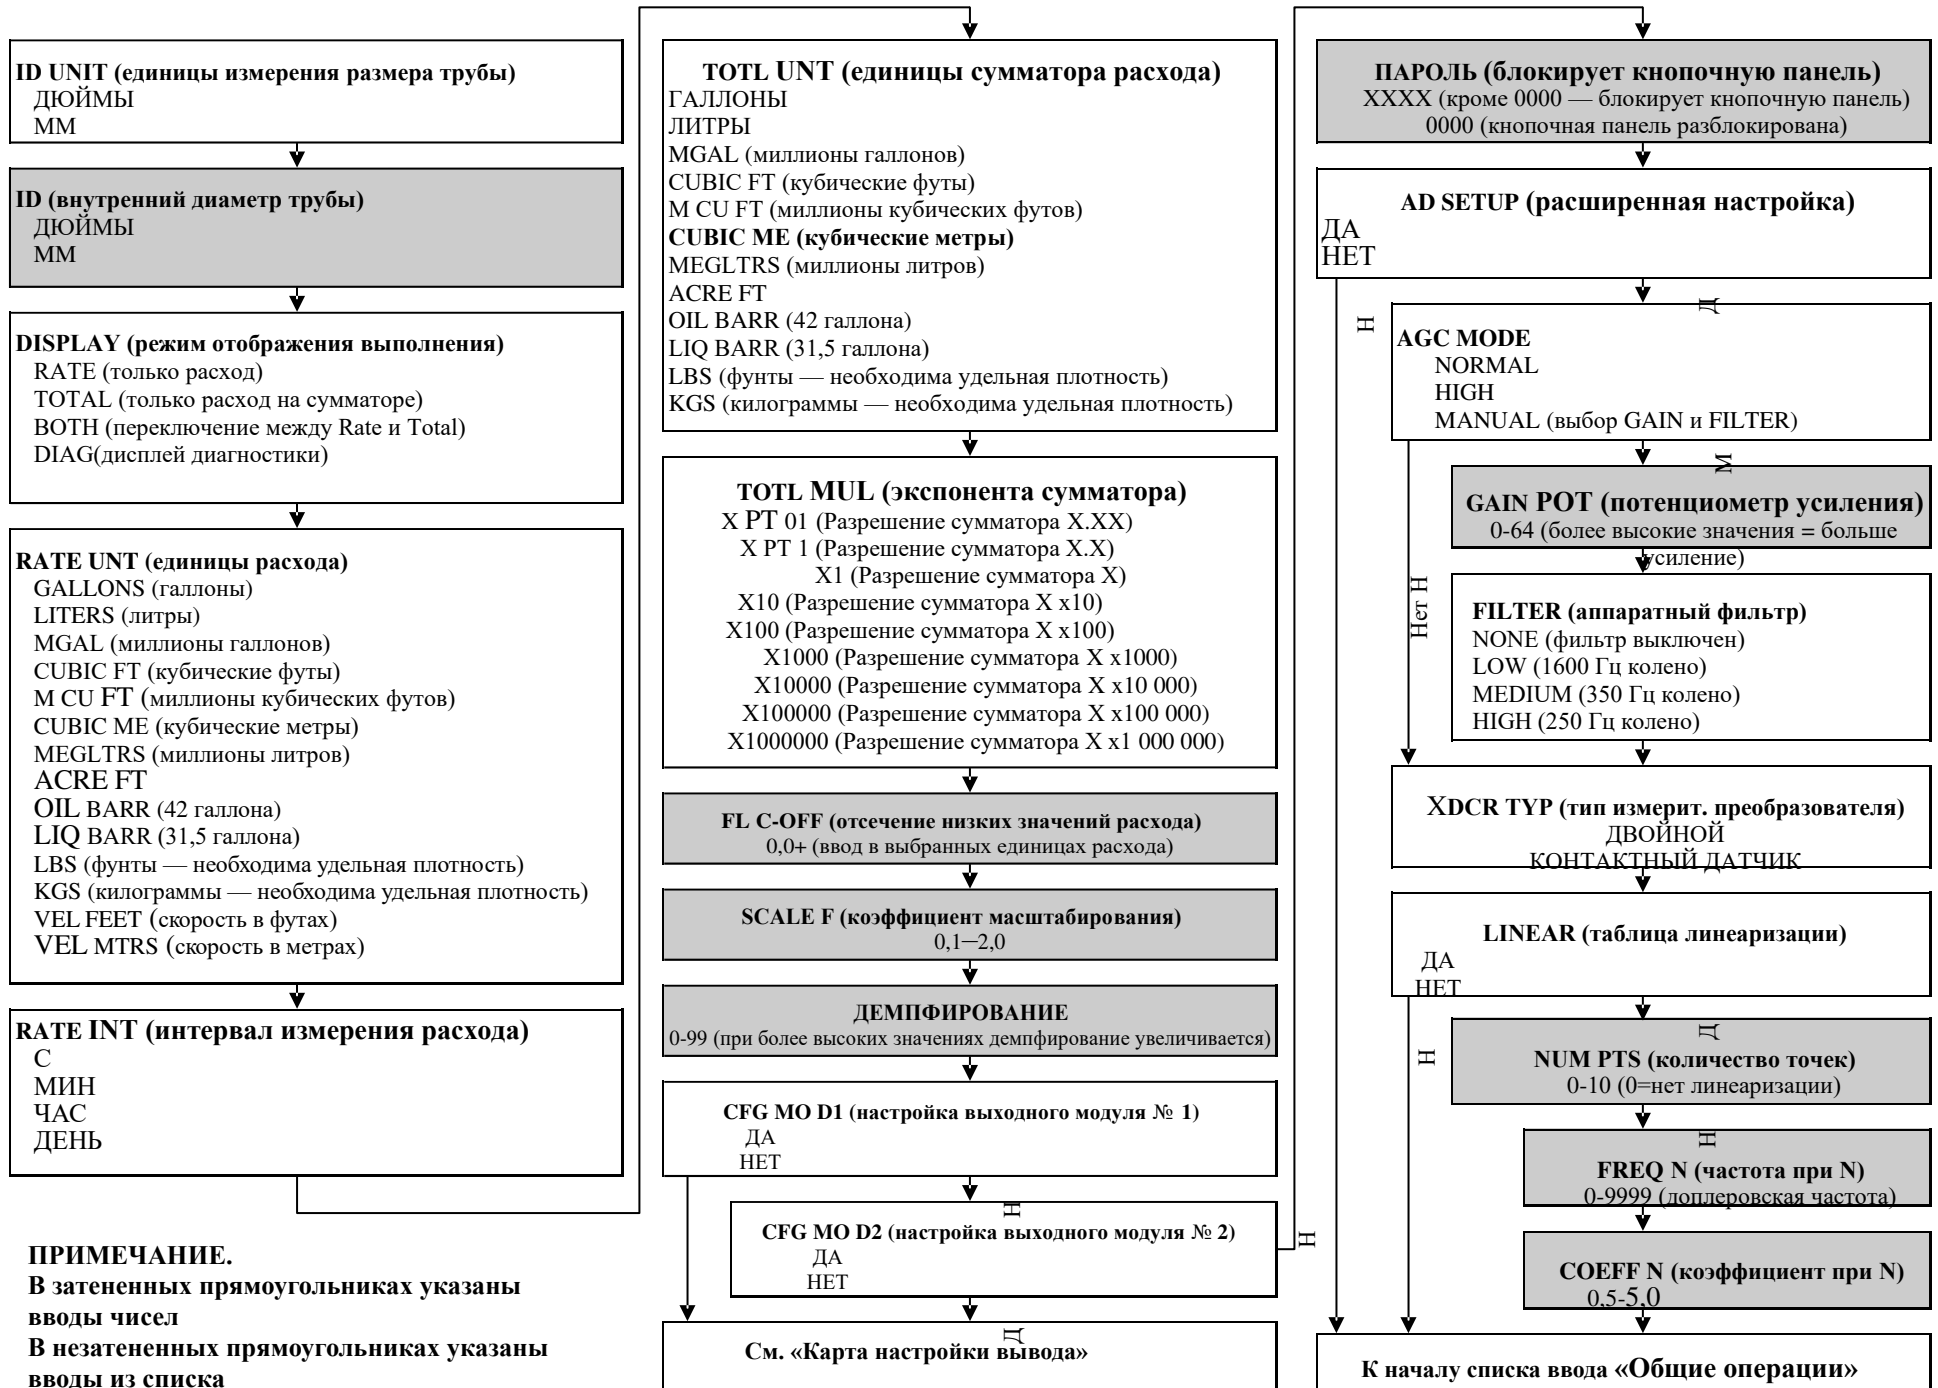 ID UNIT (единицы измерения размера трубы)
ДЮЙМЫ
ММ
ID (внутренний диаметр трубы)
ДЮЙМЫ
ММ
DISPLAY (режим отображения выполнения)
RATE (только расход)
TOTAL (только расход на сумматоре)
BOTH (переключение между Rate и Total)
DIAG(дисплей диагностики)
RATE UNT (единицы расхода)
GALLONS (галлоны)
LITERS (литры)
MGAL (миллионы галлонов)
CUBIC FT (кубические футы)
M CU FT (миллионы кубических футов)
CUBIC ME (кубические метры)
MEGLTRS (миллионы литров)
ACRE FT
OIL BARR (42 галлона)
LIQ BARR (31,5 галлона)
LBS (фунты — необходима удельная плотность)
KGS (килограммы — необходима удельная плотность)
VEL FEET (скорость в футах)
VEL MTRS (скорость в метрах)
RATE INT (интервал измерения расхода)
С
МИН
ЧАС
ДЕНЬ
ПРИМЕЧАНИЕ.
В затененных прямоугольниках указаны
вводы чисел
В незатененных прямоугольниках указаны
вводы из списка
TOTL UNT (единицы сумматора расхода)
ГАЛЛОНЫ
ЛИТРЫ
MGAL (миллионы галлонов)
CUBIC FT (кубические футы)
M CU FT (миллионы кубических футов)
CUBIC ME (кубические метры)
MEGLTRS (миллионы литров)
ACRE FT
OIL BARR (42 галлона)
LIQ BARR (31,5 галлона)
LBS (фунты — необходима удельная плотность)
KGS (килограммы — необходима удельная плотность)
TOTL MUL (экспонента сумматора)
X PT 01 (Разрешение сумматора X.XX)
X PT 1 (Разрешение сумматора X.X)
X1 (Разрешение сумматора X)
X10 (Разрешение сумматора X x10)
X100 (Разрешение сумматора X x100)
X1000 (Разрешение сумматора X x1000)
X10000 (Разрешение сумматора X x10 000)
X100000 (Разрешение сумматора X x100 000)
X1000000 (Разрешение сумматора X x1 000 000)
FL C-OFF (отсечение низких значений расхода)
0,0+ (ввод в выбранных единицах расхода)
SCALE F (коэффициент масштабирования)
0,1—2,0
ДЕМПФИРОВАНИЕ
0-99 (при более высоких значениях демпфирование увеличивается)
CFG MO D1 (настройка выходного модуля № 1)
ДА
НЕТ
Н
CFG MO D2 (настройка выходного модуля № 2)
ДА
НЕТ
Н
Д
См. «Карта настройки вывода»
ПАРОЛЬ (блокирует кнопочную панель)
XXXX (кроме 0000 — блокирует кнопочную панель)
0000 (кнопочная панель разблокирована)
AD SETUP (расширенная настройка)
ДА
НЕТ
Н
Д
AGC MODE
NORMAL
HIGH
MANUAL (выбор GAIN и FILTER)
М
GAIN POT (потенциометр усиления)
0-64 (более высокие значения = больше
усиление)
Нет Н
FILTER (аппаратный фильтр)
NONE (фильтр выключен)
LOW (1600 Гц колено)
MEDIUM (350 Гц колено)
HIGH (250 Гц колено)
XDCR TYP (тип измерит. преобразователя)
ДВОЙНОЙ
КОНТАКТНЫЙ ДАТЧИК
LINEAR (таблица линеаризации)
ДА
НЕТ
Н
Д
NUM PTS (количество точек)
0-10 (0=нет линеаризации)
Н
FREQ N (частота при N)
0-9999 (доплеровская частота)
COEFF N (коэффициент при N)
0,5-5,0
К началу списка ввода «Общие операции»